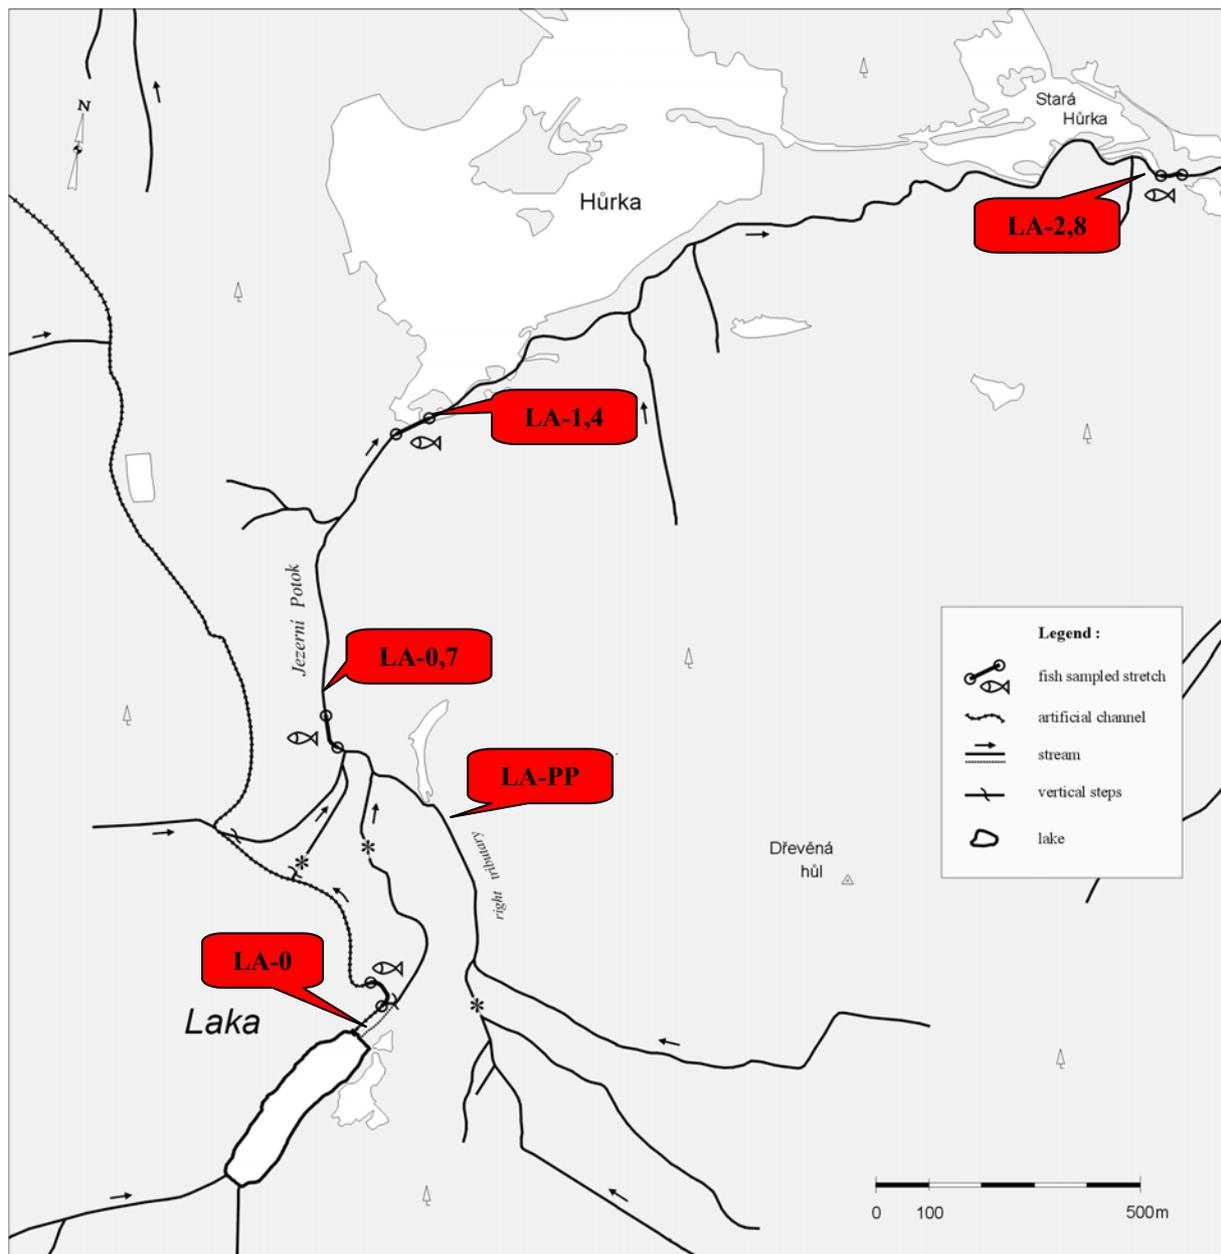 N
Stará
Hůrka
Hůrka
LA-2,8
LA-1,4
Jezerní Potok
LA-0,7
Legend :
fish sampled stretch
artificial channel
stream
vertical steps
lake
LA-PP
right tributary
Dřevěná
hůl
LA-0
Laka
0 100 500m